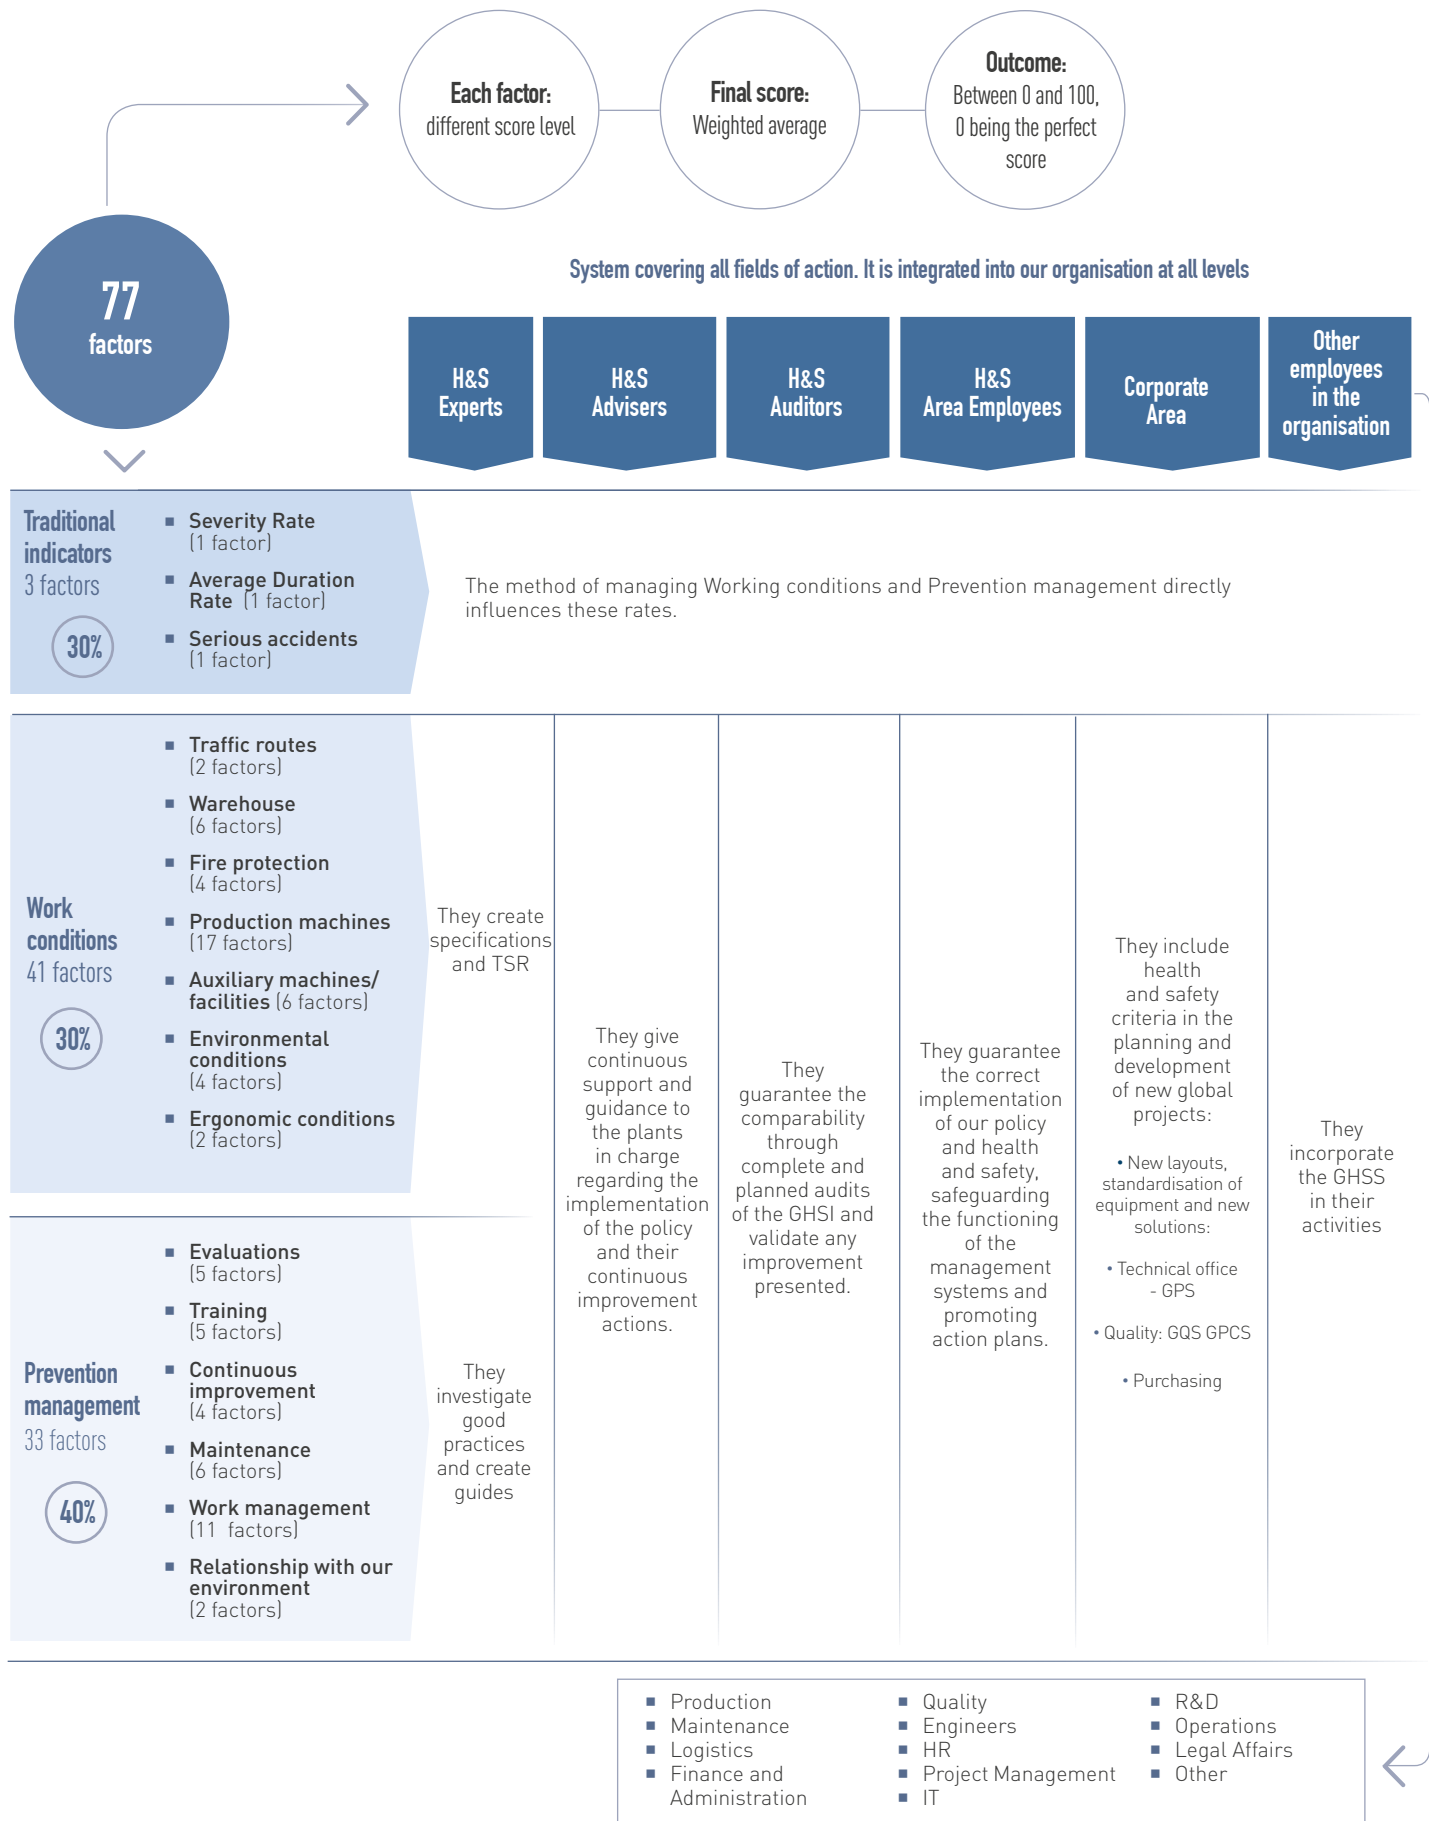 Each factor:
different score level
Final score:
Weighted average
Outcome:
Between 0 and 100,
0 being the perfect
score
77
factors
System covering all fields of action. It is integrated into our organisation at all levels
H&S
Experts
H&S
Advisers
H&S
Auditors
H&S
Area Employees
Corporate
Area
Other
employees
in the
organisation
Traditional
indicators
3 factors
30%
■ Severity Rate
(1 factor)
■ Average Duration
Rate (1 factor)
■ Serious accidents
(1 factor)
The method of managing Working conditions and Prevention management directly
influences these rates.
Work
conditions
41 factors
30%
■ Traffic routes
(2 factors)
■ Warehouse
(6 factors)
■ Fire protection
(4 factors)
■ Production machines
(17 factors)
■ Auxiliary machines/
facilities (6 factors)
■ Environmental
conditions
(4 factors)
■ Ergonomic conditions
(2 factors)
They create
specifications
and TSR
Prevention
management
33 factors
40%
■ Evaluations
(5 factors)
■ Training
(5 factors)
■ Continuous
improvement
(4 factors)
■ Maintenance
(6 factors)
■ Work management
(11 factors)
■ Relationship with our
environment
(2 factors)
They
investigate
good
practices
and create
guides
They give
continuous
support and
guidance to
the plants
in charge
regarding the
implementation
of the policy
and their
continuous
improvement
actions.
They
guarantee the
comparability
through
complete and
planned audits
of the GHSI and
validate any
improvement
presented.
They guarantee
the correct
implementation
of our policy
and health
and safety,
safeguarding
the functioning
of the
management
systems and
promoting
action plans.
They include
health
and safety
criteria in the
planning and
development
of new global
projects:
• New layouts,
standardisation of
equipment and new
solutions:
• Technical office
- GPS
• Quality: GQS GPCS
• Purchasing
They
incorporate
the GHSS
in their
activities
■ Production
■ Maintenance
■ Logistics
■ Finance and
Administration
■ Quality
■ Engineers
■ HR
■ Project Management
■ IT
■ R&D
■ Operations
■ Legal Affairs
■ Other